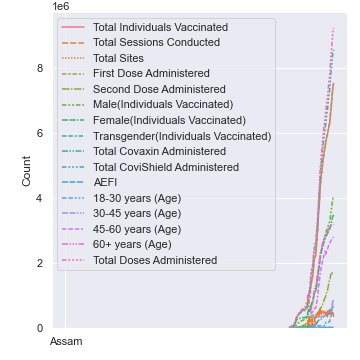 1e6
Total Individuals Vaccinated
Total Sessions Conducted
Total Sites
First Dose Administered
Second Dose Administered
Male(Individuals Vaccinated)
Female(Individuals Vaccinated)
Transgender(Individuals Vaccinated)
Total Covaxin Administered
Total CoviShield Administered
AEFI
18-30 years (Age)
30-45 years (Age)
45-60 years (Age)
60+ years (Age)
Total Doses Administered
8
6
4
2
0
Count
Assam